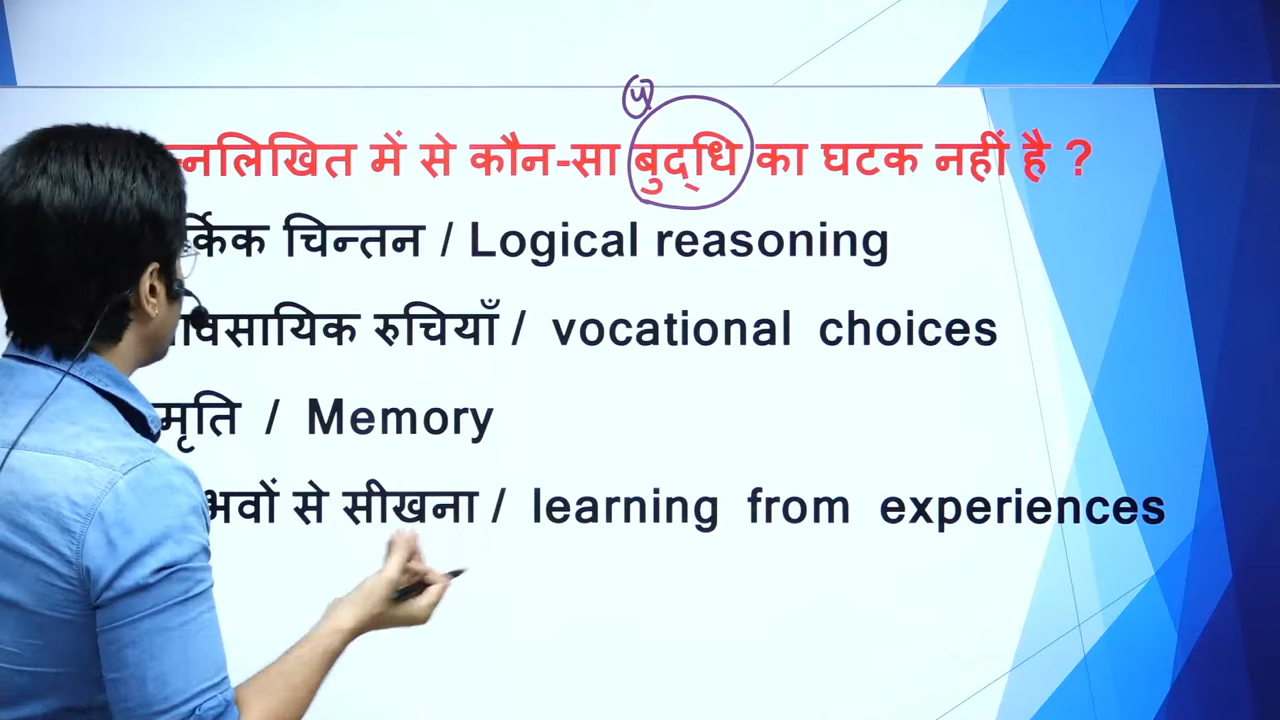 में से कौन-सा बुद्धि का घटक नहीं है ?
चिन्तन / Logical reasoning
रुचियाँ / vocational choices
/ Memory
से सीखना / learning from experiences